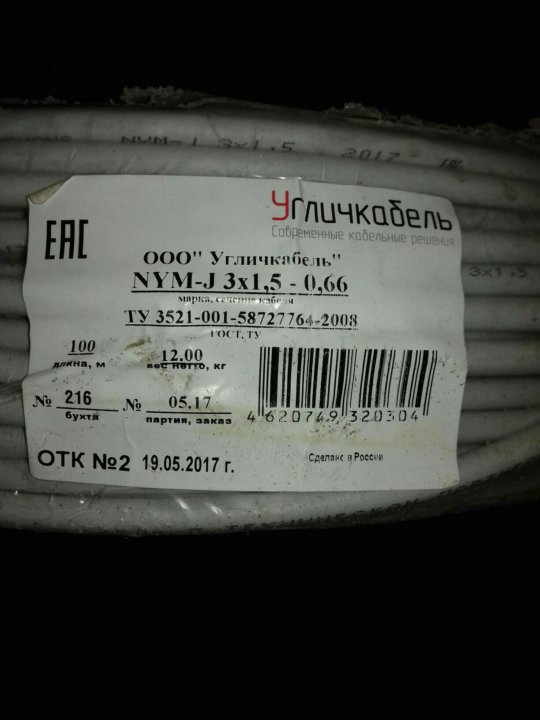 NYM-J 3x1,5 2017 EAC
Угличкабель
Современные кабельные решения
EAC
3x1,5
ООО" Угличкабель"
NYM-J 3х1,5 - 0,66
марка, сечение кабеля
ТУ 3521-001-58727764-2008
ГОСТ, ТУ
100 12.00
длина, м вес нетто, кг
№ 216 № 05.17
бухта партия, заказ
4 620749 320304
ОТК №2 19.05.2017 г.
Сделано в России